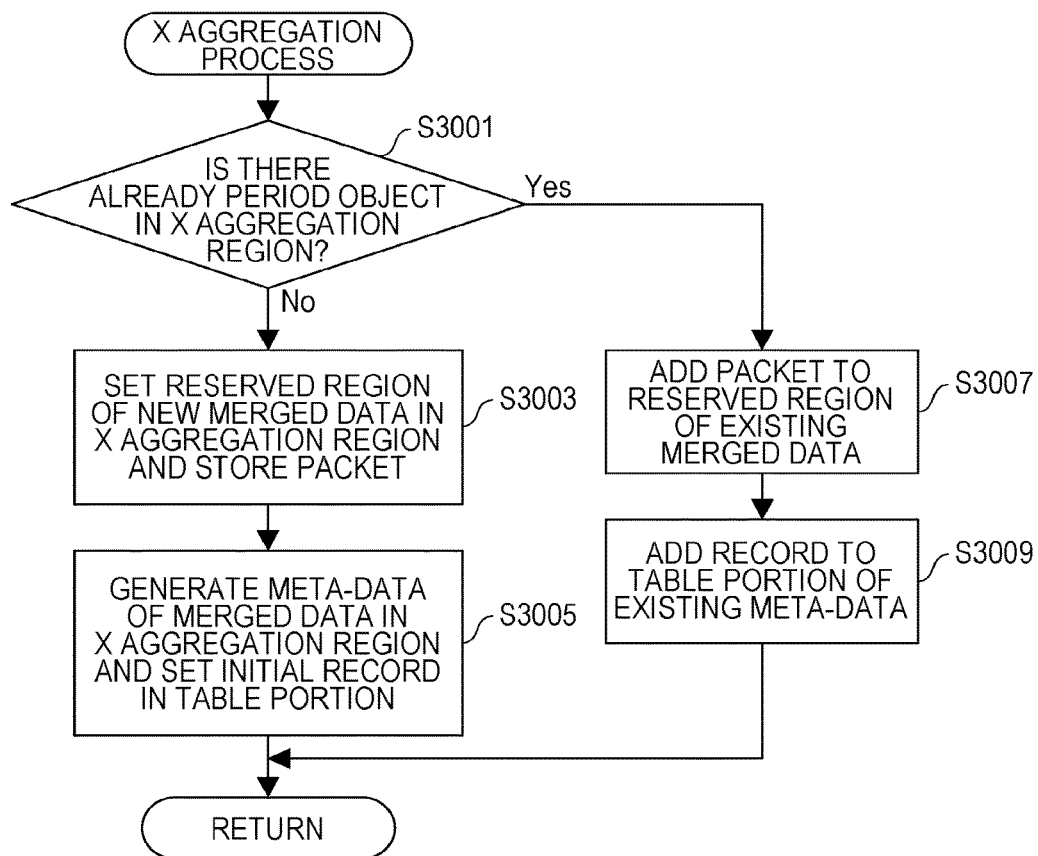 X AGGREGATION
PROCESS
S3001
IS THERE
ALREADY PERIOD OBJECT
IN X AGGREGATION
REGION?
Yes
No
SET RESERVED REGION
OF NEW MERGED DATA IN
X AGGREGATION REGION
AND STORE PACKET
S3003
GENERATE META-DATA
OF MERGED DATA IN
X AGGREGATION REGION
AND SET INITIAL RECORD
IN TABLE PORTION
S3005
ADD PACKET TO
RESERVED REGION
OF EXISTING
MERGED DATA
S3007
ADD RECORD TO
TABLE PORTION OF
EXISTING META-DATA
S3009
RETURN